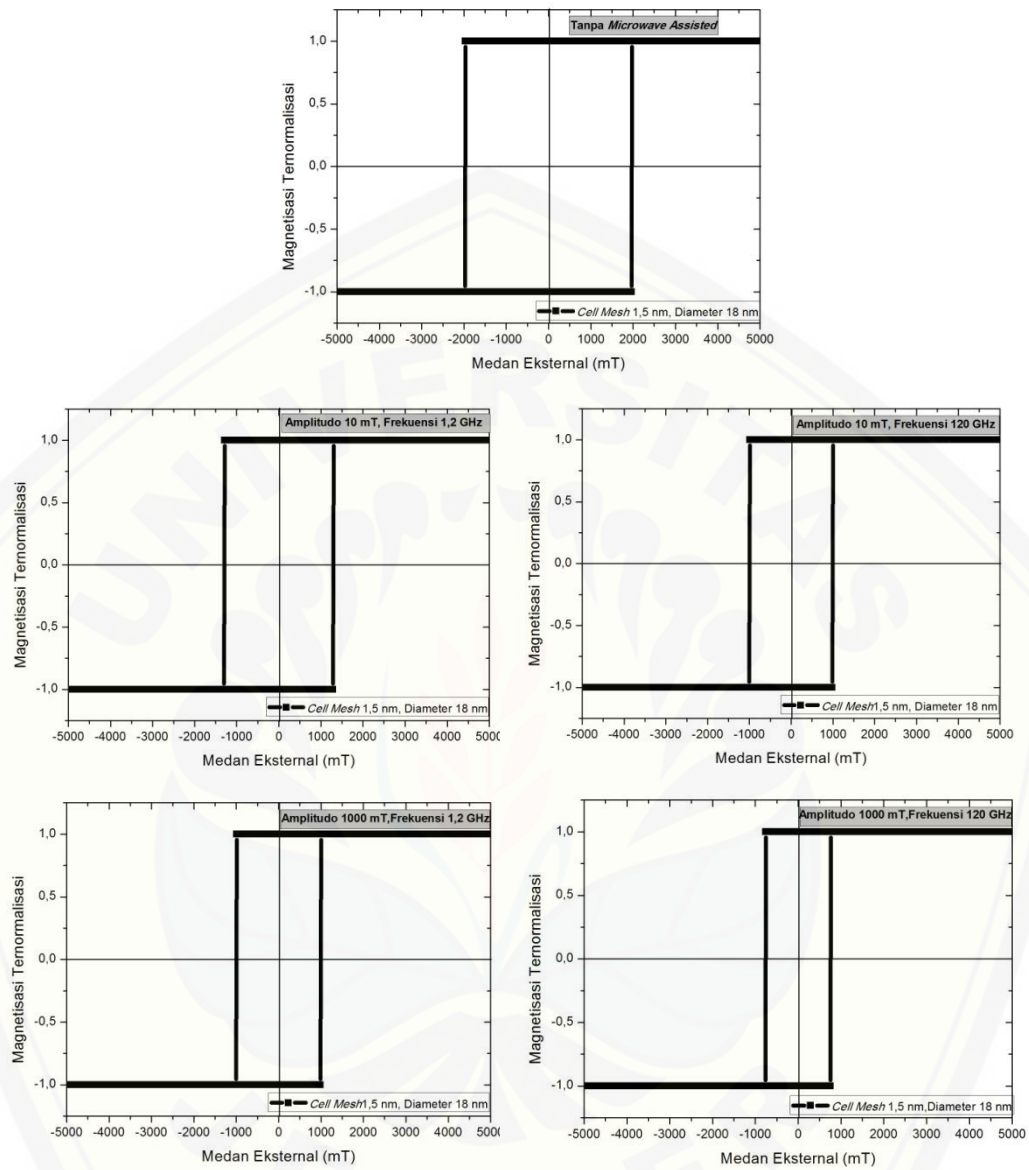 Tanpa Microwave Assisted
1,0
0,5
0,0
-0,5
-1,0
Magnetisasi Ternormalisasi
Cell Mesh 1,5 nm, Diameter 18 nm
-5000 -4000 -3000 -2000 -1000 0 1000 2000 3000 4000 5000
Medan Eksternal (mT)
Amplitudo 10 mT, Frekuensi 1,2 GHz
1,0
0,5
0,0
-0,5
-1,0
Magnetisasi Ternormalisasi
Cell Mesh 1,5 nm, Diameter 18 nm
-5000 -4000 -3000 -2000 -1000 0 1000 2000 3000 4000 5000
Medan Eksternal (mT)
Amplitudo 10 mT, Frekuensi 120 GHz
1,0
0,5
0,0
-0,5
-1,0
Magnetisasi Ternormalisasi
Cell Mesh1,5 nm, Diameter 18 nm
-5000 -4000 -3000 -2000 -1000 0 1000 2000 3000 4000 5000
Medan Eksternal (mT)
Amplitudo 1000 mT,Frekuensi 1,2 GHz
1,0
0,5
0,0
-0,5
-1,0
Magnetisasi Ternormalisasi
Cell Mesh1,5 nm, Diameter 18 nm
-5000 -4000 -3000 -2000 -1000 0 1000 2000 3000 4000 5000
Medan Eksternal (mT)
Amplitudo 1000 mT,Frekuensi 120 GHz
1,0
0,5
0,0
-0,5
-1,0
Magnetisasi Ternormalisasi
Cell Mesh 1,5 nm,Diameter 18 nm
-5000 -4000 -3000 -2000 -1000 0 1000 2000 3000 4000 5000
Medan Eksternal (mT)
UNIVERSITAS